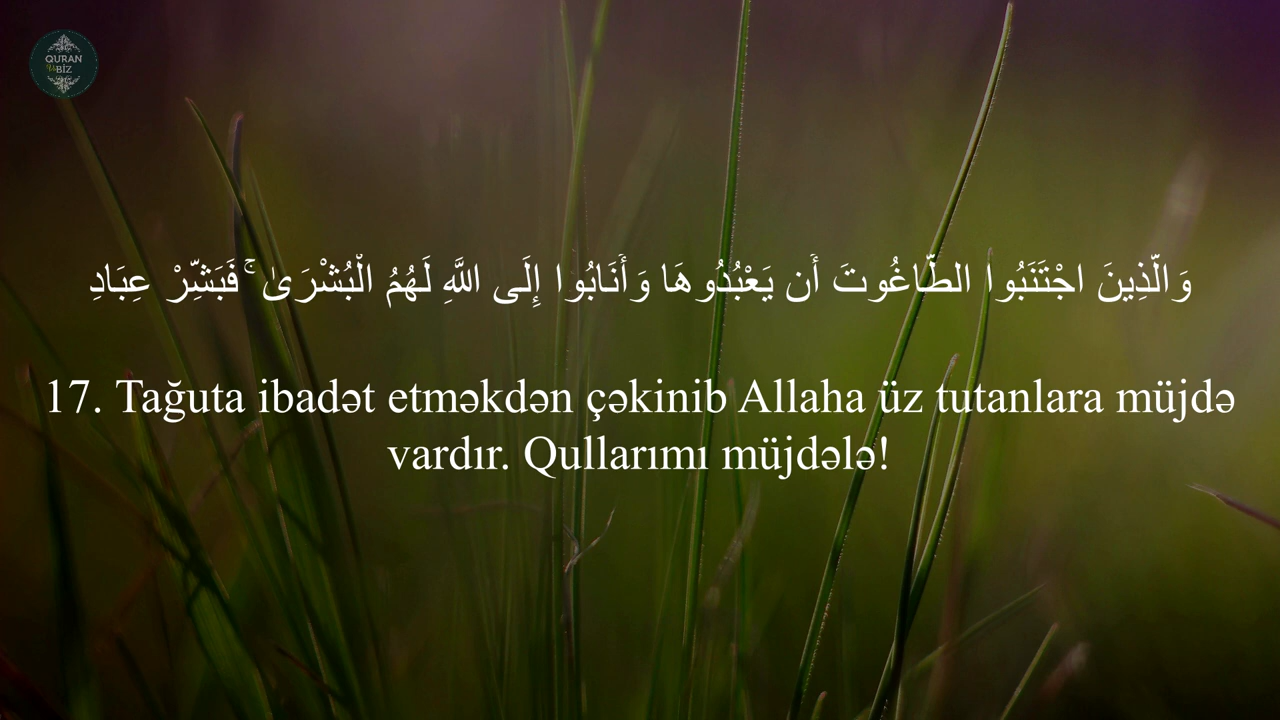 QURAN
Və
BİZ
وَالَّذِينَ اجْتَنَبُوا الطَّاغُوتَ أَن يَعْبُدُوهَا وَأَنَابُوا إِلَى اللَّهِ لَهُمُ الْبُشْرَىٰ ۚ فَبَشِّرْ عِبَادِ
17. Tağuta ibadət etməkdən çəkinib Allaha üz tutanlara müjdə
vardır. Qullarımı müjdələ!